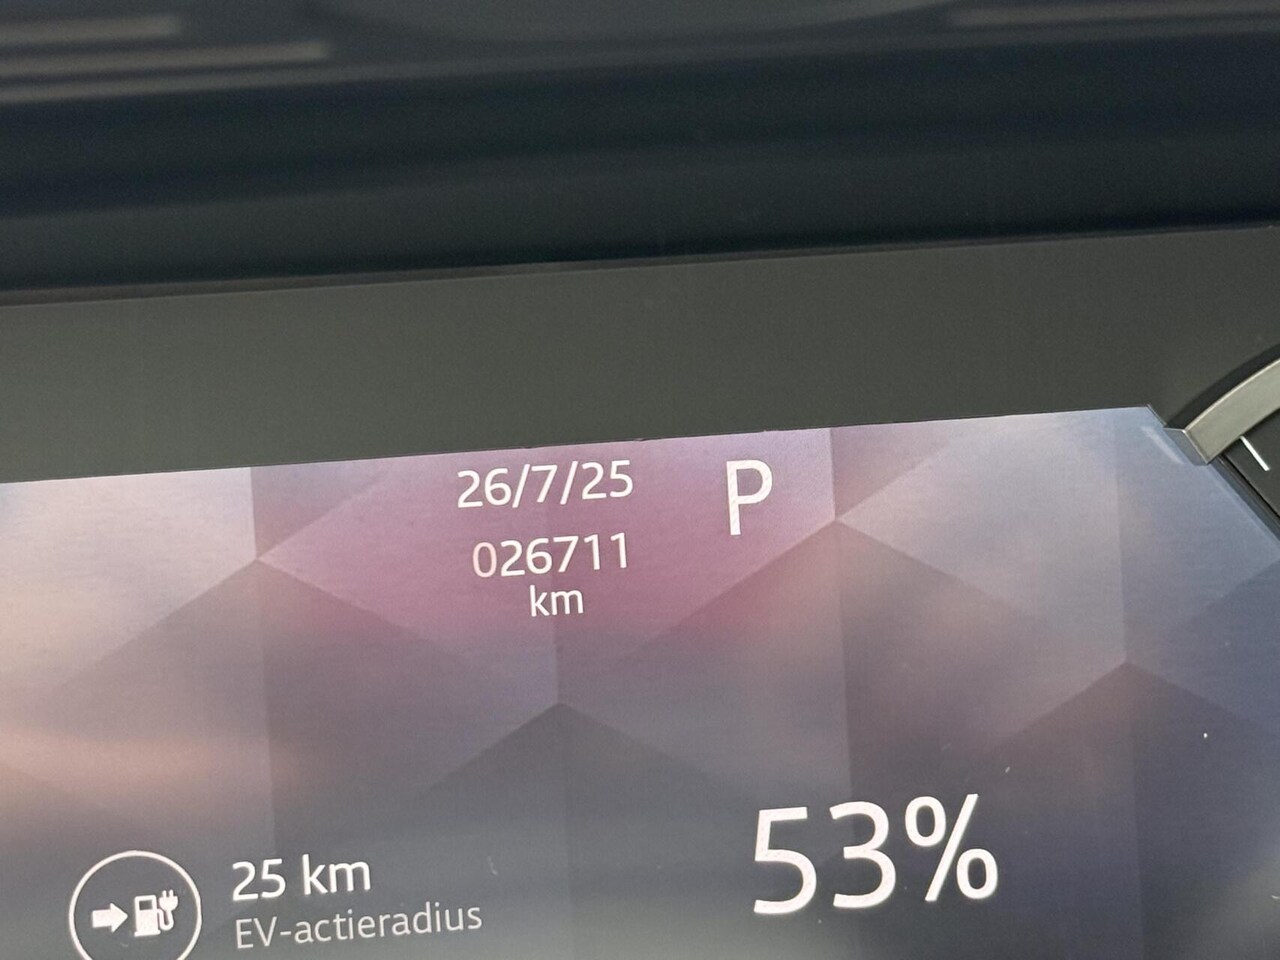 26/7/25 P
026711
km
53%
25 km
EV-actieradius